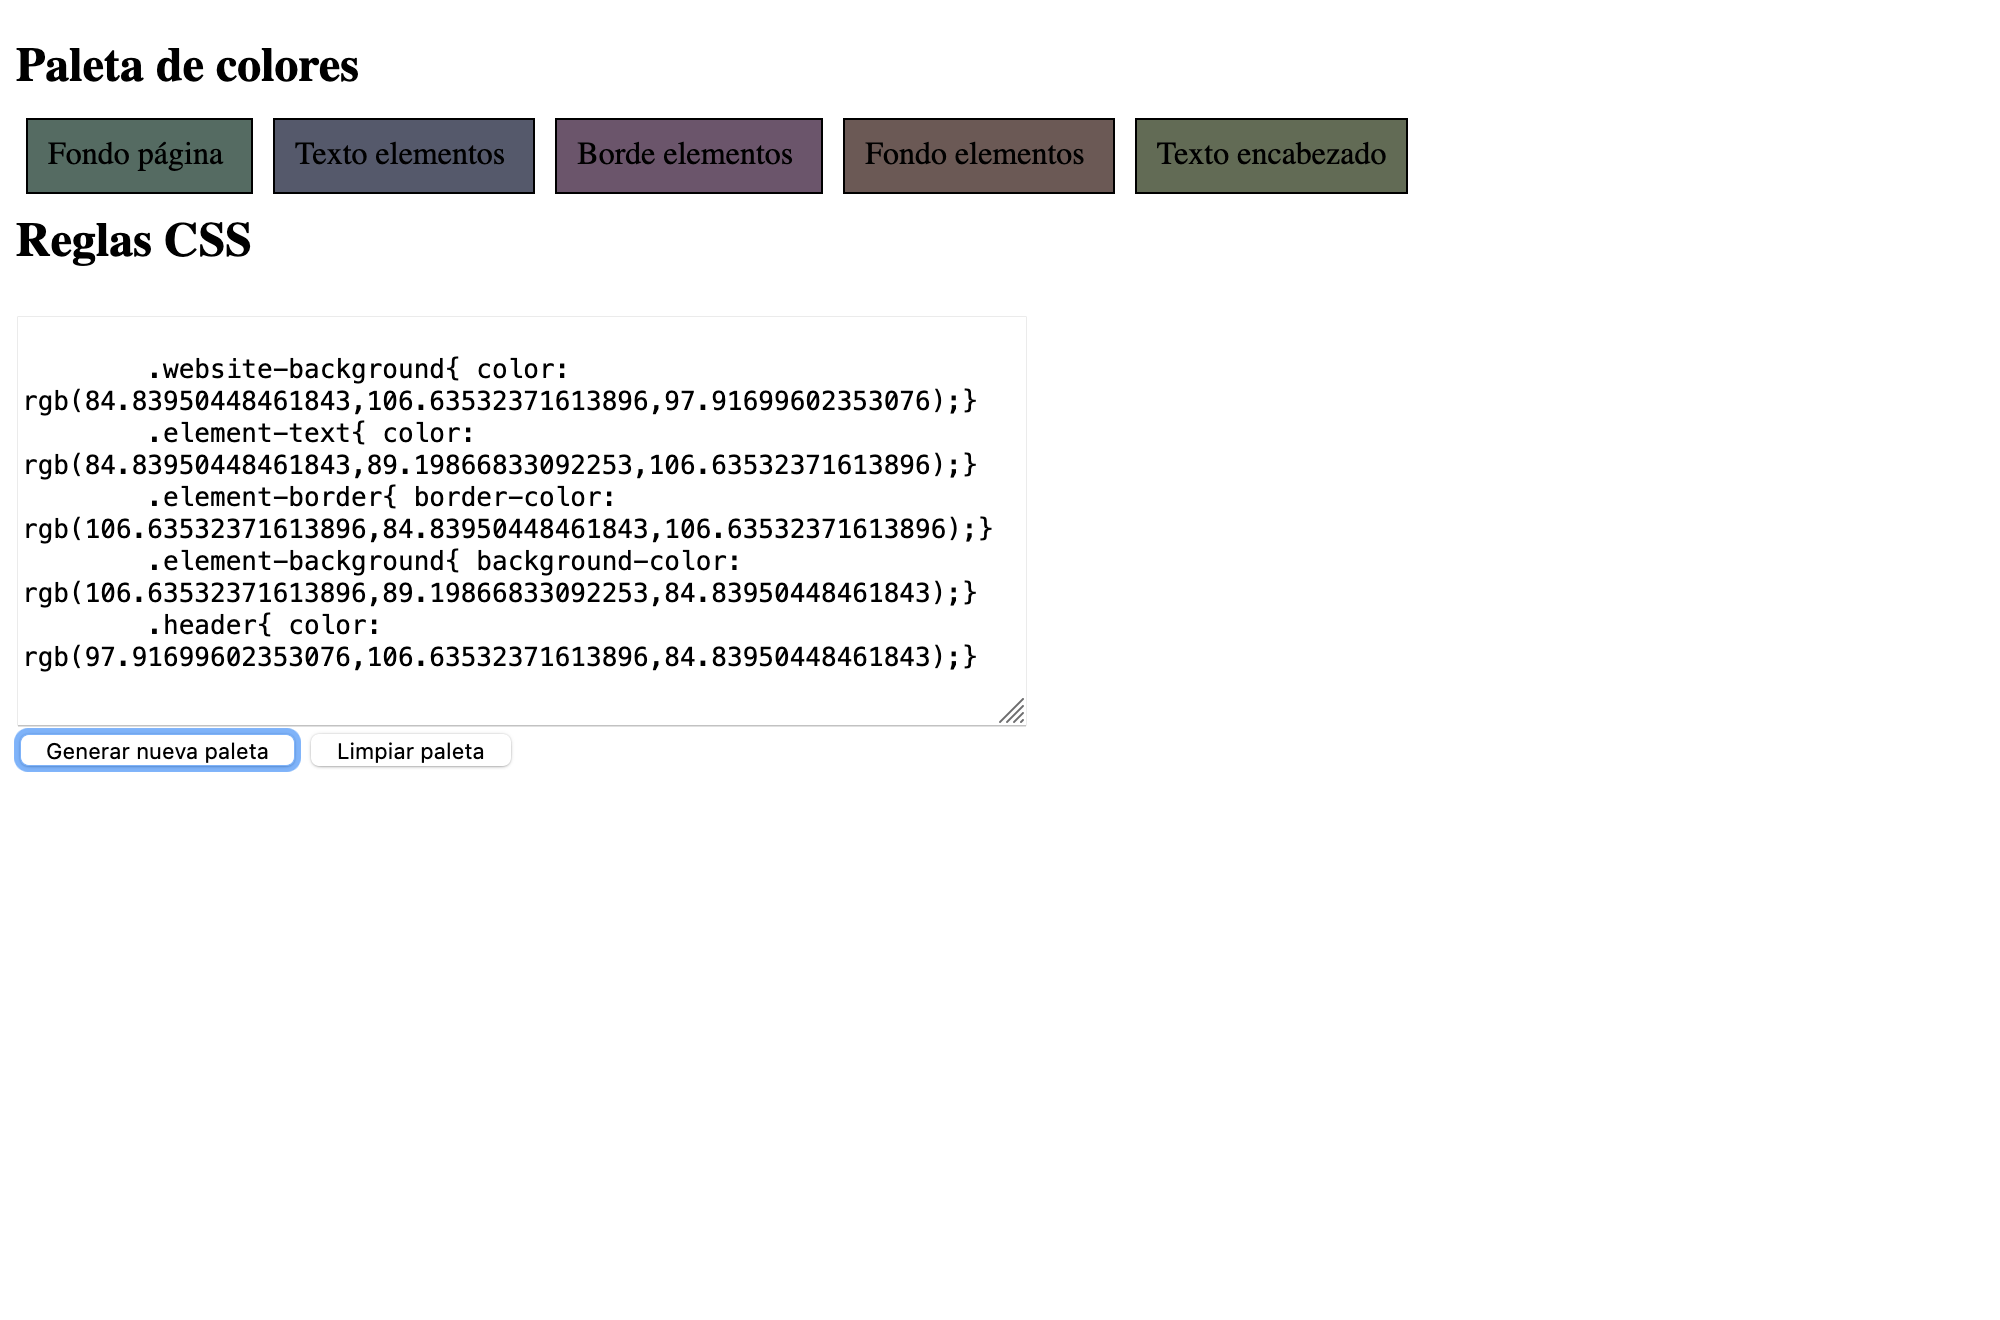 Paleta de colores
Fondo página
Texto elementos
Borde elementos
Fondo elementos
Texto encabezado
Reglas CSS
.website-background{ color:
rgb(84.83950448461843,106.63532371613896,97.91699602353076);}
.element-text{ color:
rgb(84.83950448461843,89.19866833092253,106.63532371613896);}
.element-border{ border-color:
rgb(106.63532371613896,84.83950448461843,106.63532371613896);}
.element-background{ background-color:
rgb(106.63532371613896,89.19866833092253,84.83950448461843);}
.header{ color:
rgb(97.91699602353076,106.63532371613896,84.83950448461843);}
Generar nueva paleta
Limpiar paleta